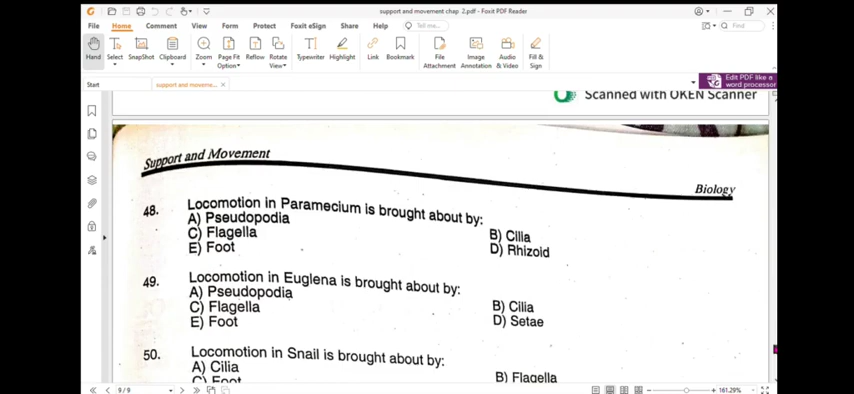 support and movement chap 2.pdf - Foxit PDF Reader
File Home Comment View Form Protect Foxit eSign Share Help Tell me...
Hand Select SnapShot Clipboard Zoom Page Fit Option Reflow Rotate View Typewriter Highlight Link Bookmark File Attachment Image Annotation Audio & Video Fill & Sign
Start support and moveme...
Edit PDF like a word processor
Scanned with OKEN Scanner
Support and Movement
Biology
48. Locomotion in Paramecium is brought about by:
A) Pseudopodia
B) Cilia
C) Flagella
D) Rhizoid
E) Foot
49. Locomotion in Euglena is brought about by:
A) Pseudopodia
B) Cilia
C) Flagella
D) Setae
E) Foot
50. Locomotion in Snail is brought about by:
A) Cilia
B) Flagella
C) Foot
9 / 9
161.29%